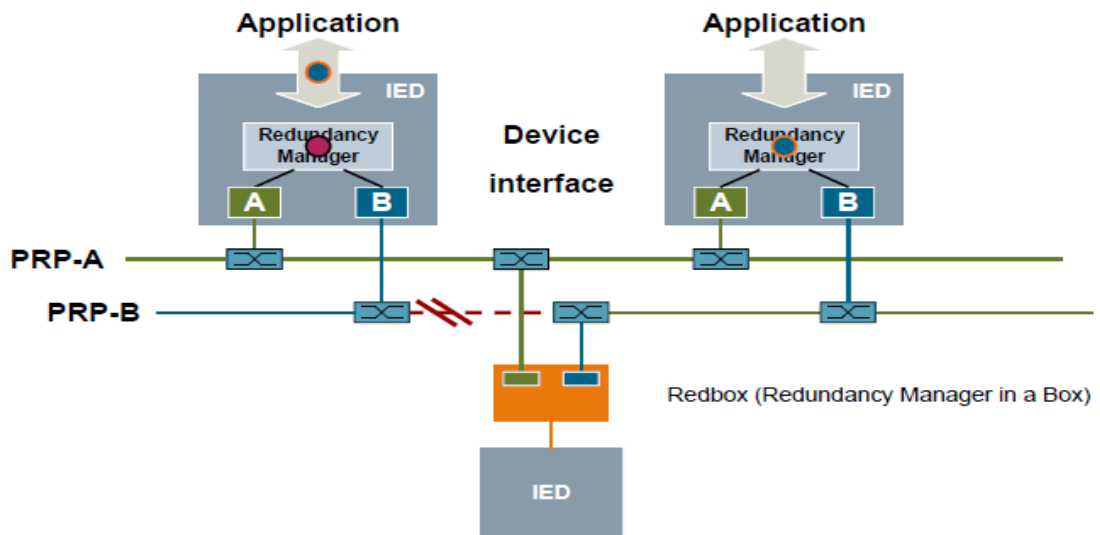 Application
Application
IED
IED
Redundancy
Manager
Device
interface
Redundancy
Manager
A
B
A
B
PRP-A
PRP-B
Redbox (Redundancy Manager in a Box)
IED